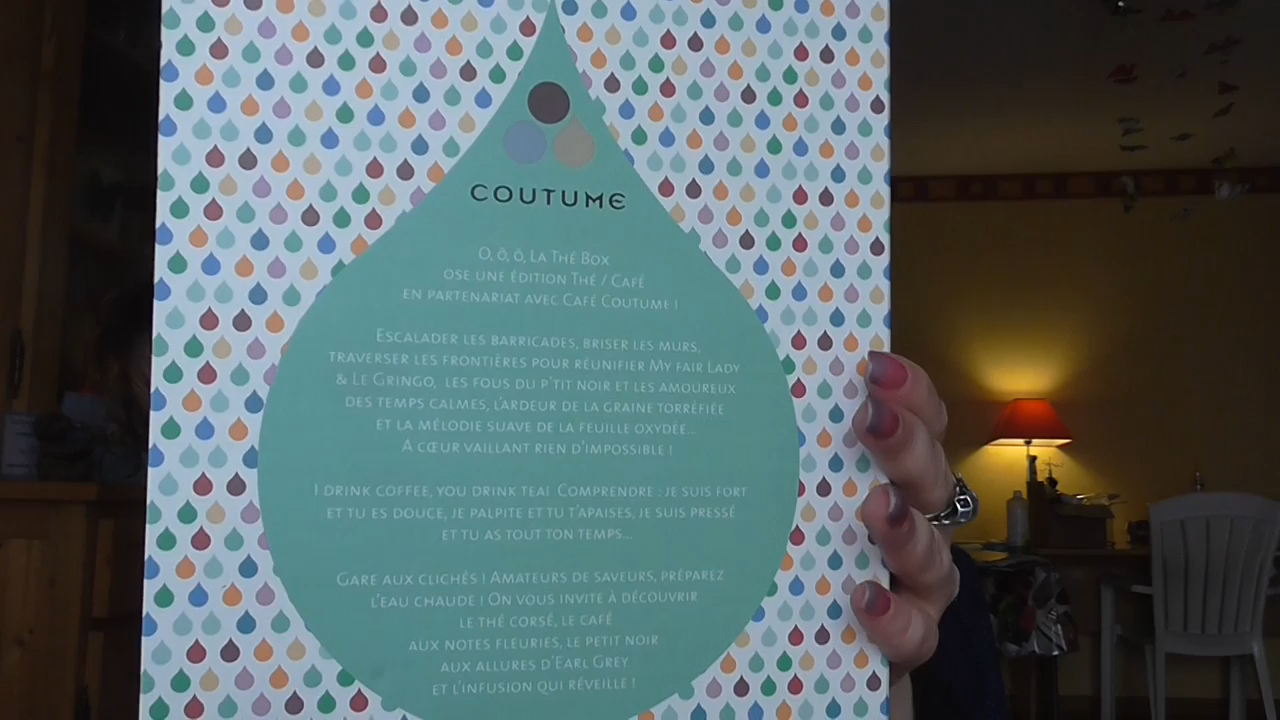 COUTUME
O, Ô, Ô, LA THÉ BOX
OSE UNE ÉDITION THÉ / CAFÉ
EN PARTENARIAT AVEC CAFÉ COUTUME !
ESCALADER LES BARRICADES, BRISER LES MURS,
TRAVERSER LES FRONTIÈRES POUR RÉUNIFIER MY FAIR LADY
& LE GRINGO, LES FOUS DU P'TIT NOIR ET LES AMOUREUX
DES TEMPS CALMES, L'ARDEUR DE LA GRAINE TORRÉFIÉE
ET LA MÉLODIE SUAVE DE LA FEUILLE OXYDÉE...
A CŒUR VAILLANT RIEN D'IMPOSSIBLE !
I DRINK COFFEE, YOU DRINK TEA! COMPRENDRE : JE SUIS FORT
ET TU ES DOUCE, JE PALPITE ET TU T'APAISES, JE SUIS PRESSÉ
ET TU AS TOUT TON TEMPS...
GARE AUX CLICHÉS ! AMATEURS DE SAVEURS, PRÉPAREZ
L'EAU CHAUDE ! ON VOUS INVITE À DÉCOUVRIR
LE THÉ CORSÉ, LE CAFÉ
AUX NOTES FLEURIES, LE PETIT NOIR
AUX ALLURES D'EARL GREY
ET L'INFUSION QUI RÉVEILLE !